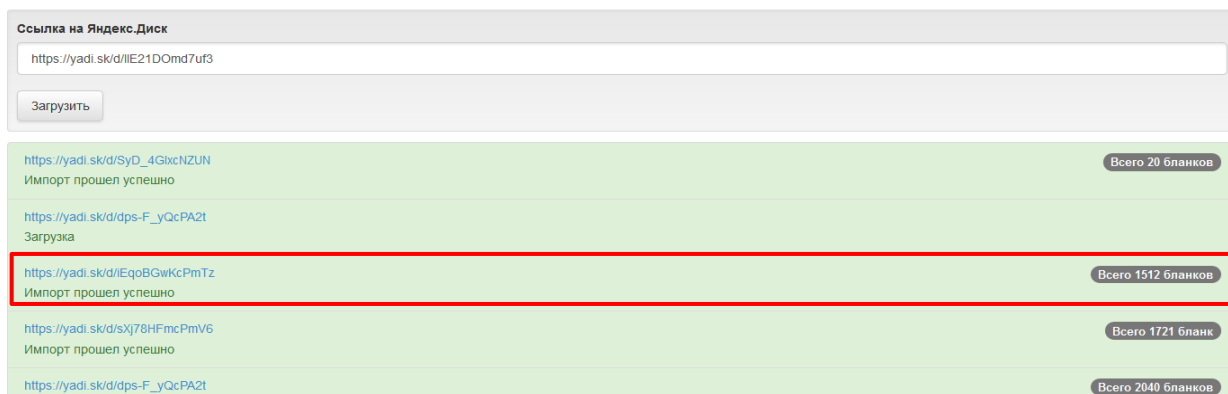 Ссылка на Яндекс.Диск
https://yadi.sk/d/llE21DOmd7uf3
Загрузить
https://yadi.sk/d/SyD_4GlxcNZUN
Всего 20 бланков
Импорт прошел успешно
https://yadi.sk/d/dps-F_yQcPA2t
Загрузка
https://yadi.sk/d/iEqoBGwKcPmTz
Всего 1512 бланков
Импорт прошел успешно
https://yadi.sk/d/sXj78HFmcPmV6
Всего 1721 бланк
Импорт прошел успешно
https://yadi.sk/d/dps-F_yQcPA2t
Всего 2040 бланков